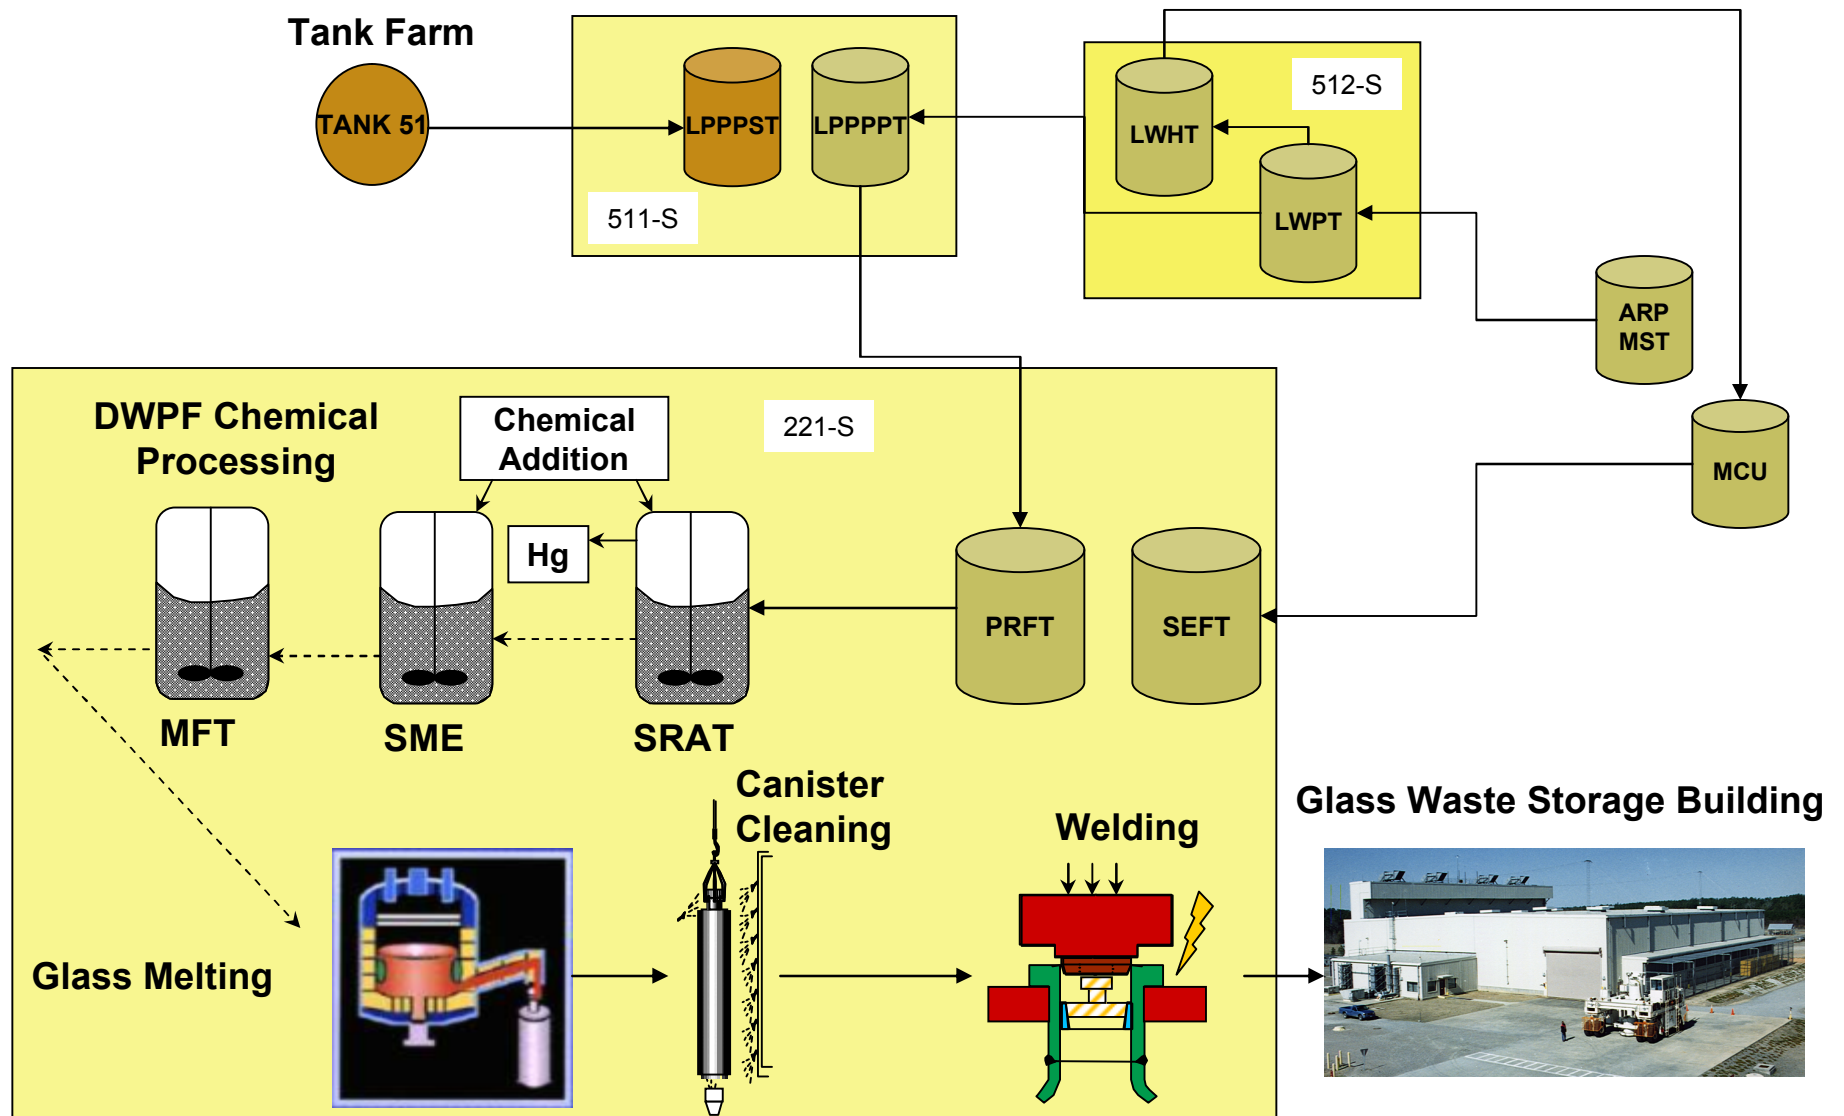 Tank Farm
TANK 51
LPPPST
LPPPPT
511-S
LWHT
512-S
LWPT
ARP
MST
MCU
DWPF Chemical
Processing
Chemical
Addition
221-S
Hg
PRFT
SEFT
MFT
SME
SRAT
Canister
Cleaning
Welding
Glass Waste Storage Building
Glass Melting